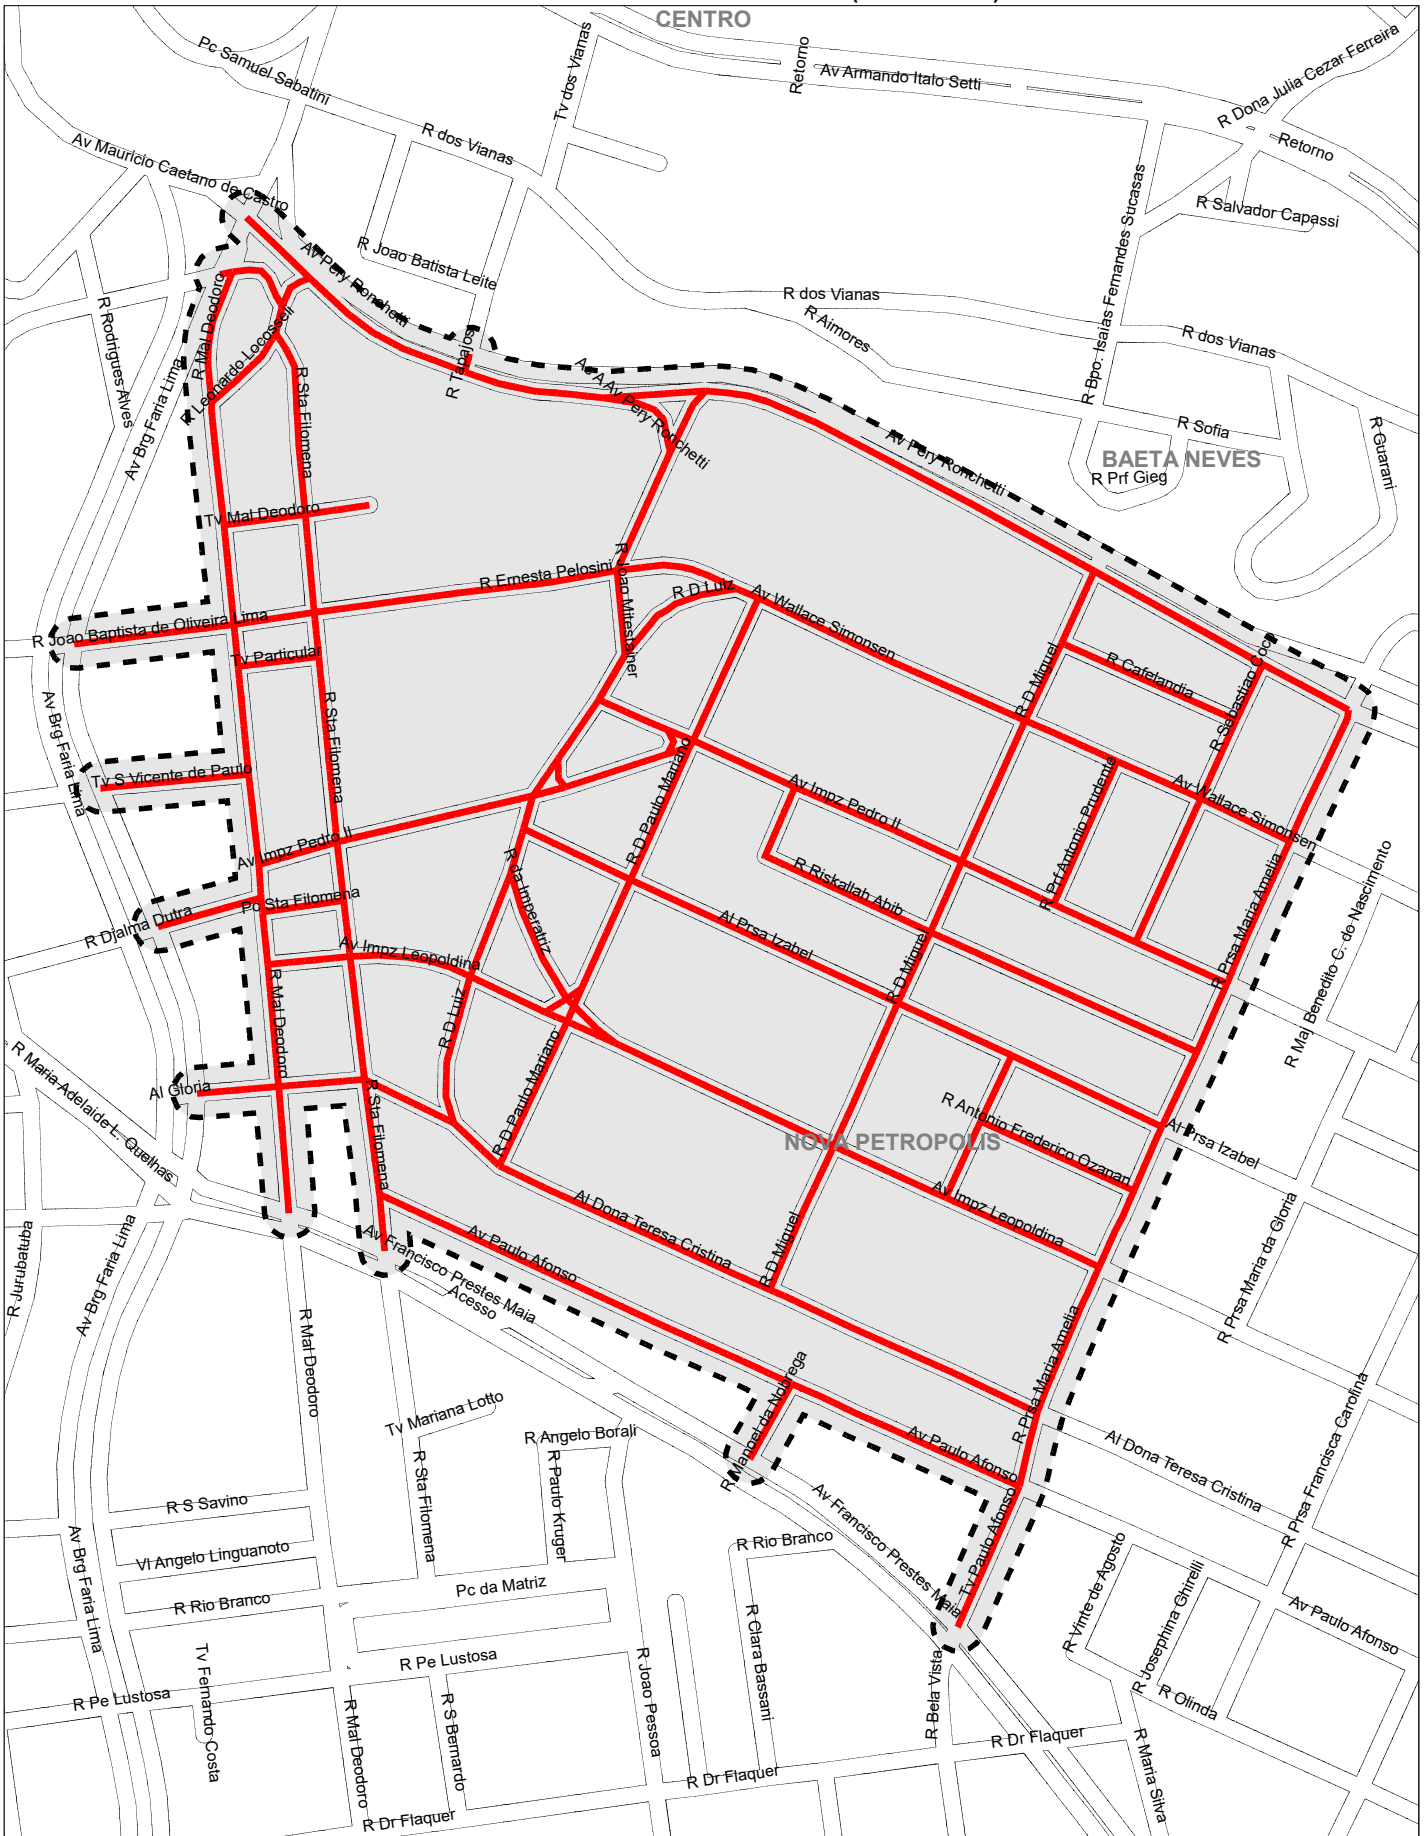 CENTRO
Pc Samuel Sabatini
Tv dos Vianas
Retorno
Av Armando Italo Setti
R Dona Julia Cezar Ferreira
Retorno
R dos Vianas
Av Mauricio Caetano de Castro
R Salvador Capassi
R Joao Batista Leite
Av Pery Ronchetti
R dos Vianas
R Aimores
R Bpo. Isaias Fernandes Sucasas
R dos Vianas
R Rodrigues Alves
Av Brg Faria Lima
R Mal Deodoro
R Leonardo Locosseli
R Sta Filomena
R Tapajos
Ac A Av Pery Ronchetti
Av Pery Ronchetti
R Sofia
BAETA NEVES
R Prf Gieg
R Guarani
Tv Mal Deodoro
R Ernesta Pelosini
R Joao Mitestainer
R D Luiz
Av Wallace Simonsen
R Joao Baptista de Oliveira Lima
Tv Particular
R D Miguel
R Cafelandia
R Sebastiao Coco
Av Brg Faria Lima
R Sta Filomena
Tv S Vicente de Paulo
R D Paulo Mariano
Av Impz Pedro II
R Prf Antonio Prudente
Av Wallace Simonsen
Av Impz Pedro II
R da Imperatriz
R Riskallah Abib
R Maj Benedito C. do Nascimento
Pc Sta Filomena
R Djalma Dutra
Al Prsa Izabel
R Prsa Maria Amelia
Av Impz Leopoldina
R D Miguel
R Mal Deodoro
R D Luiz
R Maria Adelaide L. Quelhas
Al Gloria
R Sta Filomena
R D Paulo Mariano
R Antonio Frederico Ozanan
NOVA PETROPOLIS
Al Prsa Izabel
Al Dona Teresa Cristina
Av Impz Leopoldina
R D Miguel
R Prsa Maria da Gloria
R Jurubatuba
Av Brg Faria Lima
Av Francisco Prestes Maia
Av Paulo Afonso
Acesso
R Mal Deodoro
R Prsa Maria Amelia
R Manoel da Nobrega
Tv Mariana Lotto
R Angelo Borali
Av Paulo Afonso
Al Dona Teresa Cristina
R Prsa Francisca Carolina
R Sta Filomena
R Paulo Kruger
R S Savino
Av Francisco Prestes Maia
Tv Paulo Afonso
Vl Angelo Linguanoto
R Rio Branco
R Vinte de Agosto
R Josephina Ghirelli
Av Brg Faria Lima
Pc da Matriz
R Rio Branco
Av Paulo Afonso
R Clara Bassani
Tv Fernando Costa
R Pe Lustosa
R Joao Pessoa
R Bela Vista
R Pe Lustosa
R Mal Deodoro
R S Bernardo
R Olinda
R Dr Flaquer
R Maria Silva
R Dr Flaquer
R Dr Flaquer